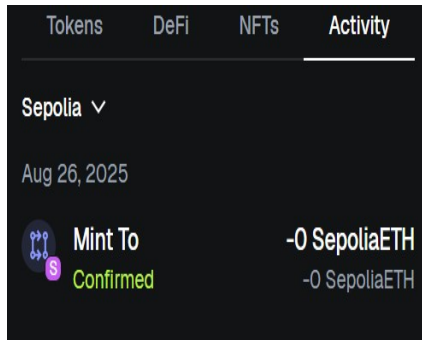 Tokens DeFi NFTs Activity
Sepolia
Aug 26, 2025
Mint To -0 SepoliaETH
S Confirmed -0 SepoliaETH